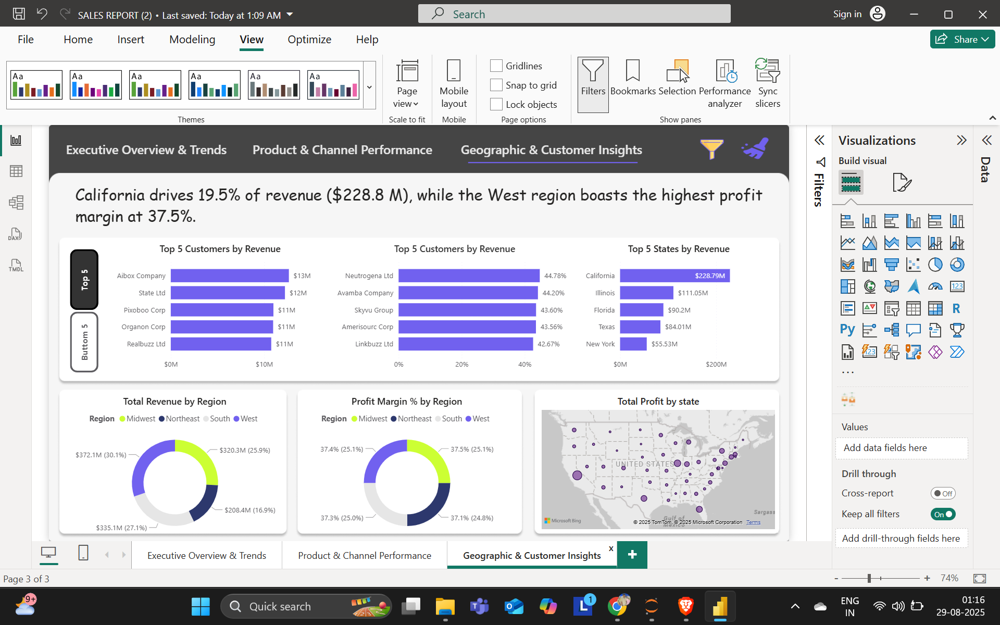 SALES REPORT (2) • Last saved: Today at 1:09 AM
Search
Sign in
File
Home
Insert
Modeling
View
Optimize
Help
Share
Aa
Aa
Aa
Aa
Aa
Aa
Themes
Page
view
Scale to fit
Mobile
layout
Mobile
Gridlines
Snap to grid
Lock objects
Page options
Filters
Bookmarks
Selection
Performance
analyzer
Sync
slicers
Show panes
DAX
TMDL
Executive Overview & Trends
Product & Channel Performance
Geographic & Customer Insights
California drives 19.5% of revenue ($228.8 M), while the West region boasts the highest profit
margin at 37.5%.
Top 5
Buttom 5
Top 5 Customers by Revenue
Aibox Company
$13M
State Ltd
$12M
Pixoboo Corp
$11M
Organon Corp
$11M
Realbuzz Ltd
$11M
$0M
$10M
Top 5 Customers by Revenue
Neutrogena Ltd
44.78%
Avamba Company
44.20%
Skyvu Group
43.60%
Amerisourc Corp
43.56%
Linkbuzz Ltd
42.67%
0%
20%
40%
Top 5 States by Revenue
California
$228.79M
Illinois
$111.05M
Florida
$90.2M
Texas
$84.01M
New York
$55.53M
$0M
$200M
Total Revenue by Region
Region Midwest Northeast South West
$372.1M (30.1%)
$320.3M (25.9%)
$208.4M (16.9%)
$335.1M (27.1%)
Profit Margin % by Region
Region Midwest Northeast South West
37.4% (25.1%)
37.5% (25.1%)
37.3% (25.0%)
37.1% (24.8%)
Total Profit by state
UNITED STATES
Sargass
Gulf of
Mexico
Microsoft Bing
© 2025 TomTom, © 2025 Microsoft Corporation Terms
Filters
Visualizations
Build visual
123
R
Py
123
...
Values
Add data fields here
Drill through
Cross-report
Off
Keep all filters
On
Add drill-through fields here
Data
Executive Overview & Trends
Product & Channel Performance
Geographic & Customer Insights
x
+
Page 3 of 3
- + 74%
9+
Quick search
L
1
ENG
IN
01:16
29-08-2025